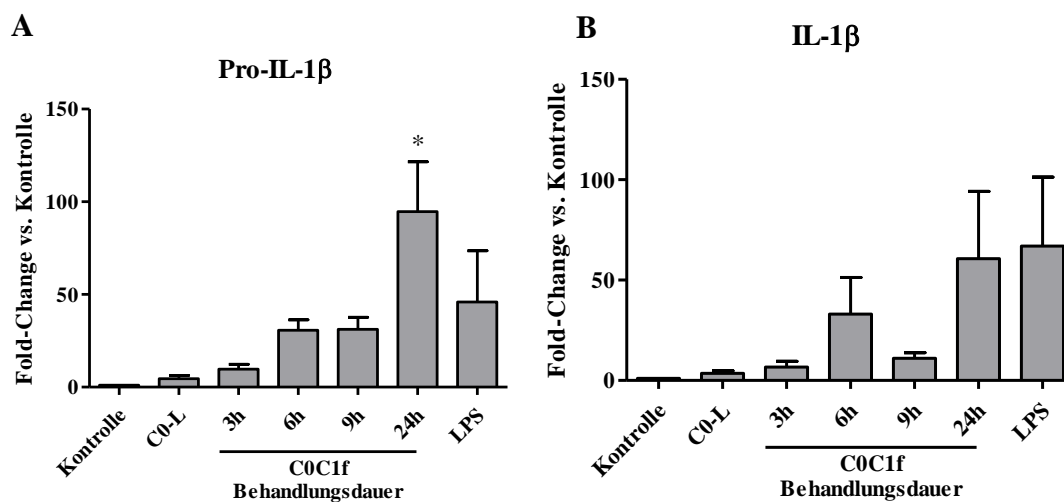 A
Pro-IL-1β
Fold-Change vs. Kontrolle
150
100
50
0
*
Kontrolle
C0-L
3h
6h
9h
24h
LPS
C0C1f
Behandlungsdauer
B
IL-1β
Fold-Change vs. Kontrolle
150
100
50
0
Kontrolle
C0-L
3h
6h
9h
24h
LPS
C0C1f
Behandlungsdauer